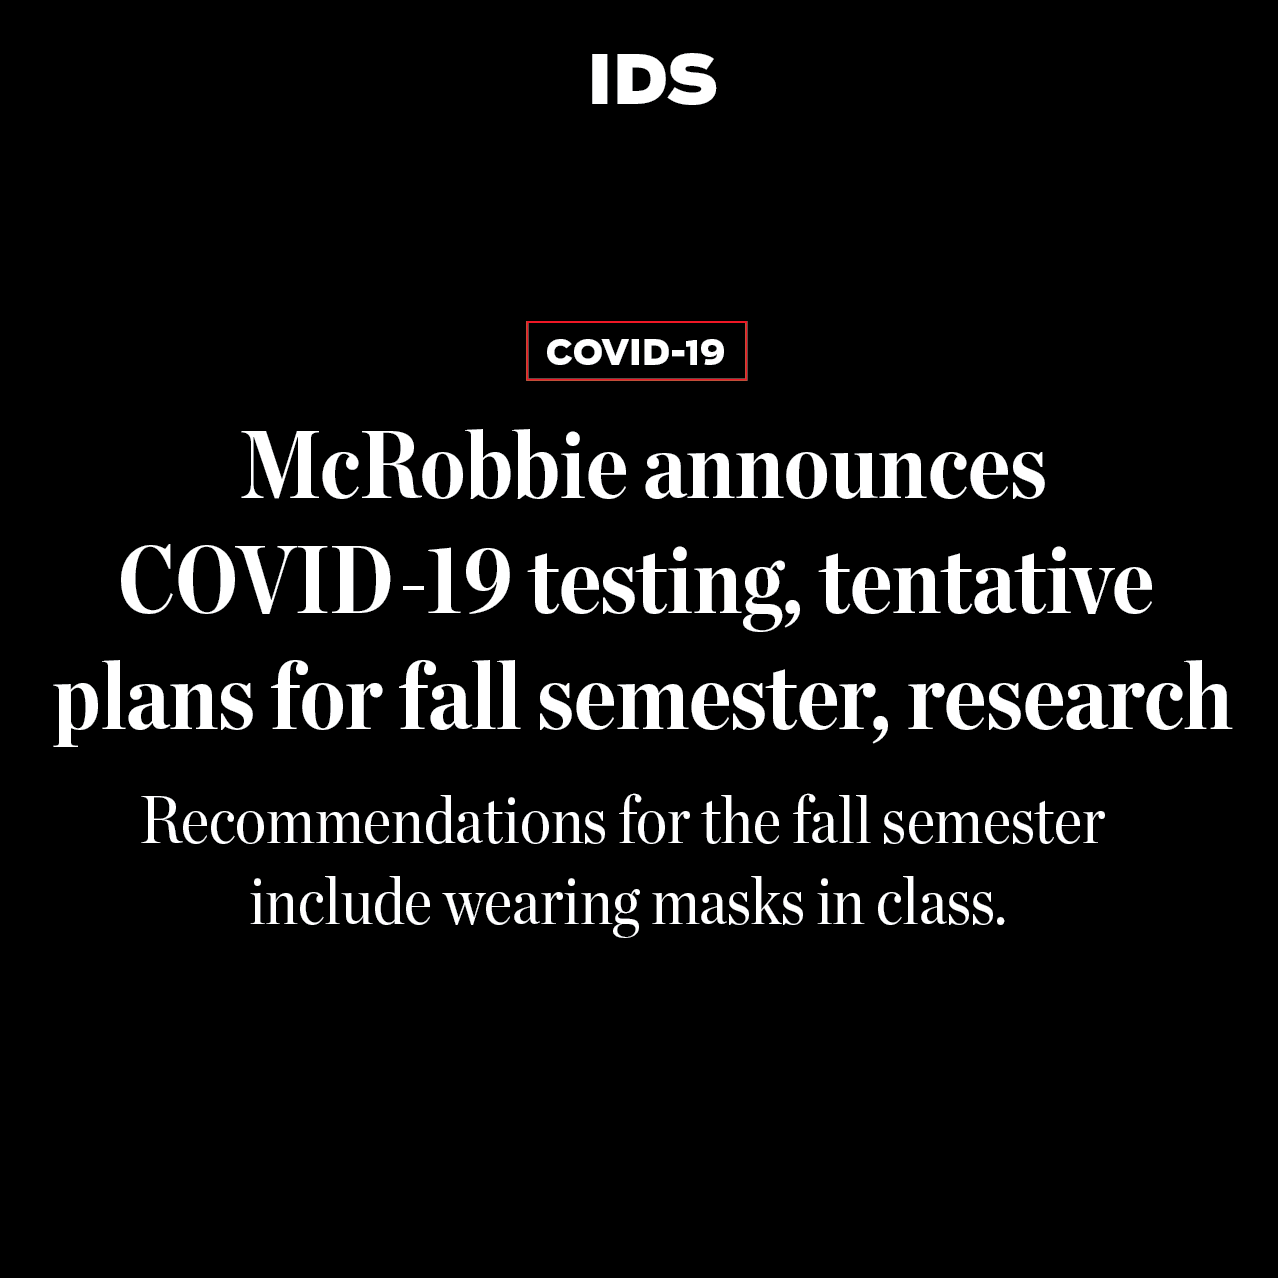 IDS
COVID-19
McRobbie announces
COVID-19 testing, tentative
plans for fall semester, research
Recommendations for the fall semester
include wearing masks in class.